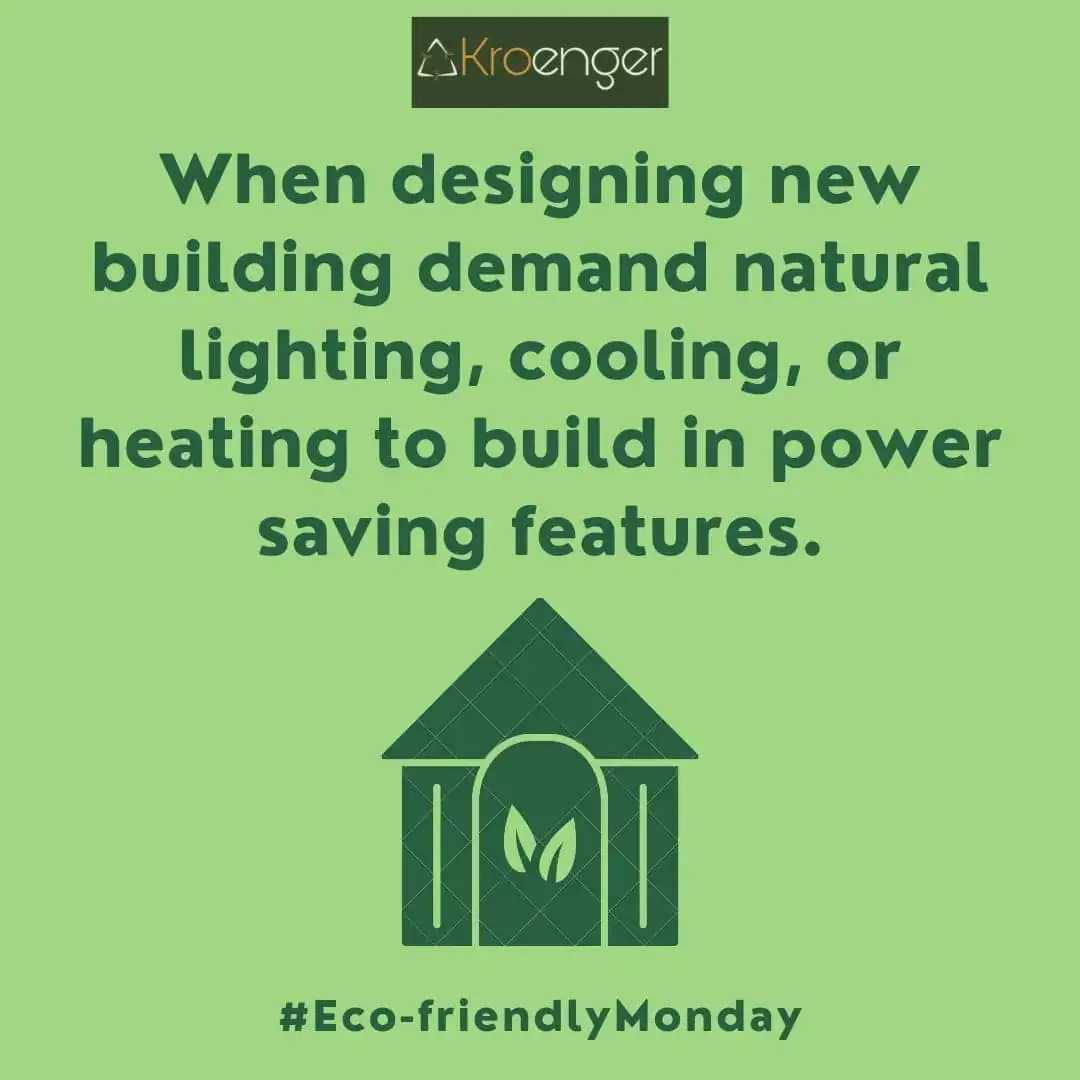 Kroenger
When designing new
building demand natural
lighting, cooling, or
heating to build in power
saving features.
#Eco-friendlyMonday